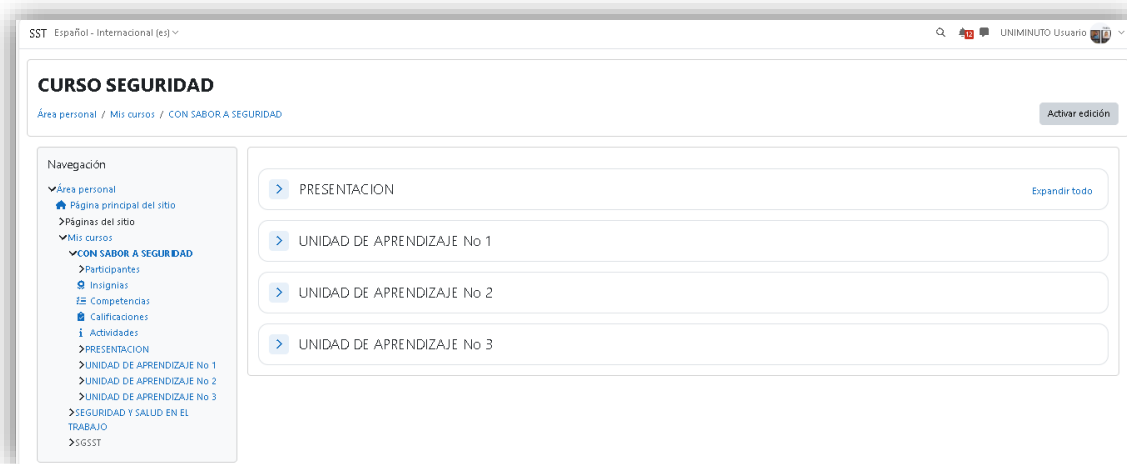 SST Español - Internacional (es)
12 UNIMINUTO Usuario
CURSO SEGURIDAD
Área personal / Mis cursos / CON SABOR A SEGURIDAD
Activar edición
Navegación
Área personal
Página principal del sitio
Páginas del sitio
Mis cursos
CON SABOR A SEGURIDAD
Participantes
Insignias
Competencias
Calificaciones
Actividades
PRESENTACION
UNIDAD DE APRENDIZAJE No 1
UNIDAD DE APRENDIZAJE No 2
UNIDAD DE APRENDIZAJE No 3
SEGURIDAD Y SALUD EN EL
TRABAJO
SGSST
PRESENTACION
Expandir todo
UNIDAD DE APRENDIZAJE No 1
UNIDAD DE APRENDIZAJE No 2
UNIDAD DE APRENDIZAJE No 3